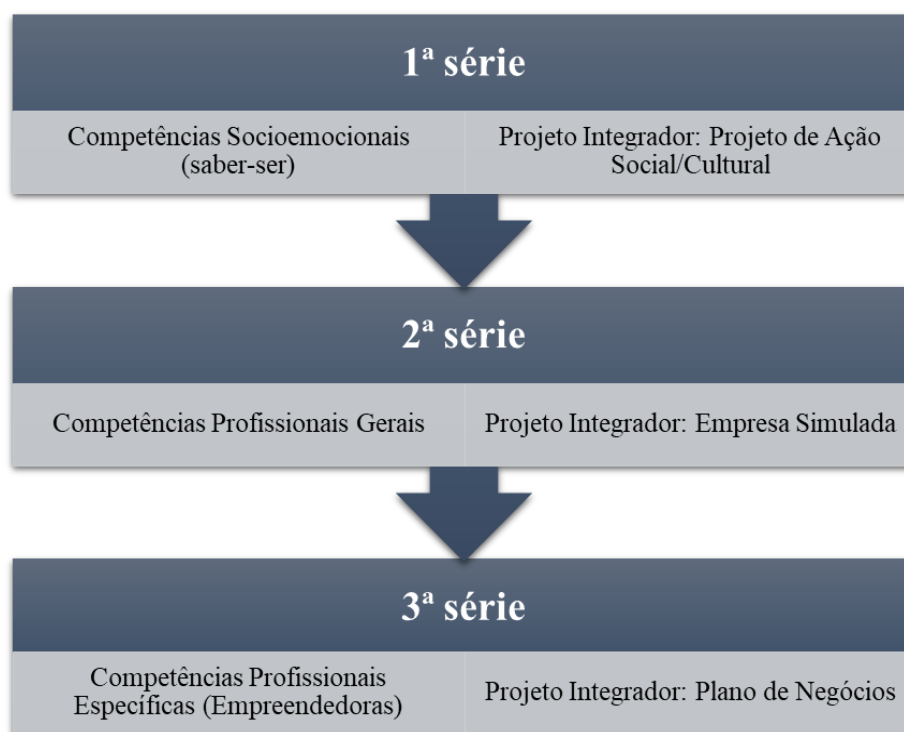 1ª série
Competências Socioemocionais
(saber-ser)
Projeto Integrador: Projeto de Ação
Social/Cultural
2ª série
Competências Profissionais Gerais
Projeto Integrador: Empresa Simulada
3ª série
Competências Profissionais
Específicas (Empreendedoras)
Projeto Integrador: Plano de Negócios